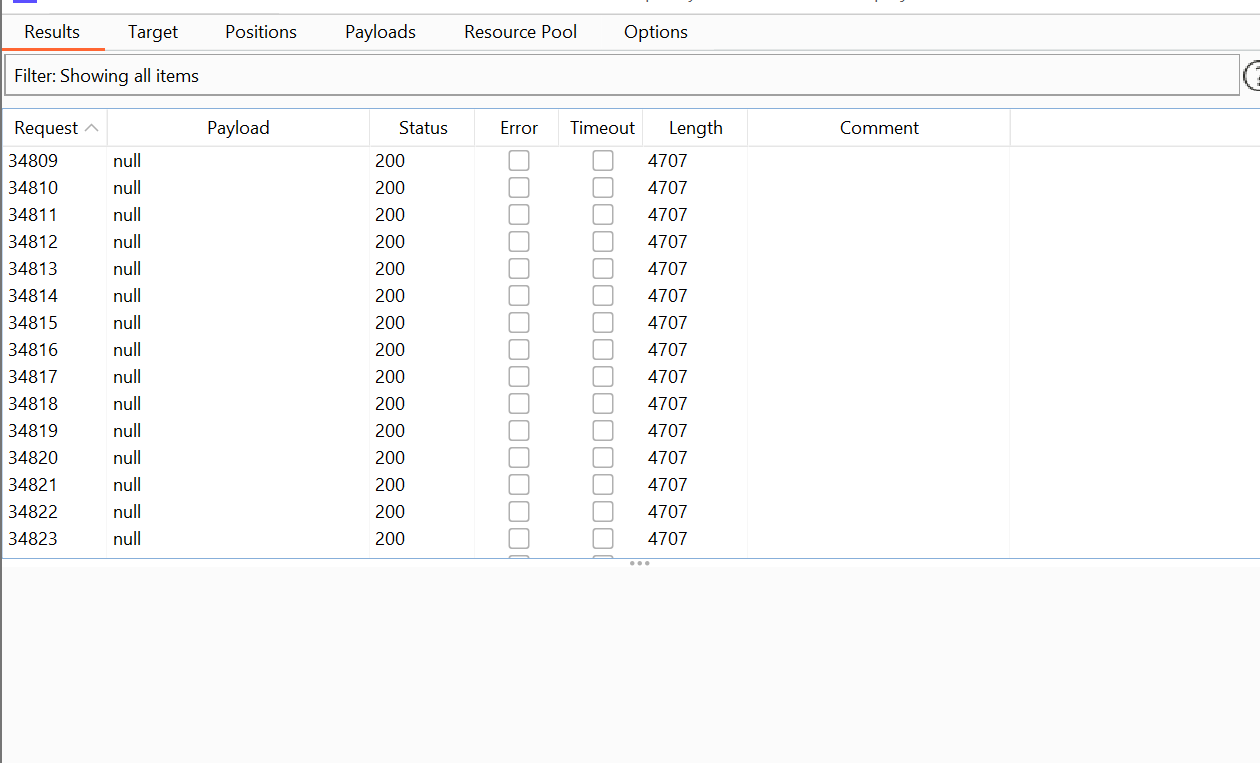 Results Target Positions Payloads Resource Pool Options
Filter: Showing all items
Request Payload Status Error Timeout Length Comment
34809 null 200 4707
34810 null 200 4707
34811 null 200 4707
34812 null 200 4707
34813 null 200 4707
34814 null 200 4707
34815 null 200 4707
34816 null 200 4707
34817 null 200 4707
34818 null 200 4707
34819 null 200 4707
34820 null 200 4707
34821 null 200 4707
34822 null 200 4707
34823 null 200 4707